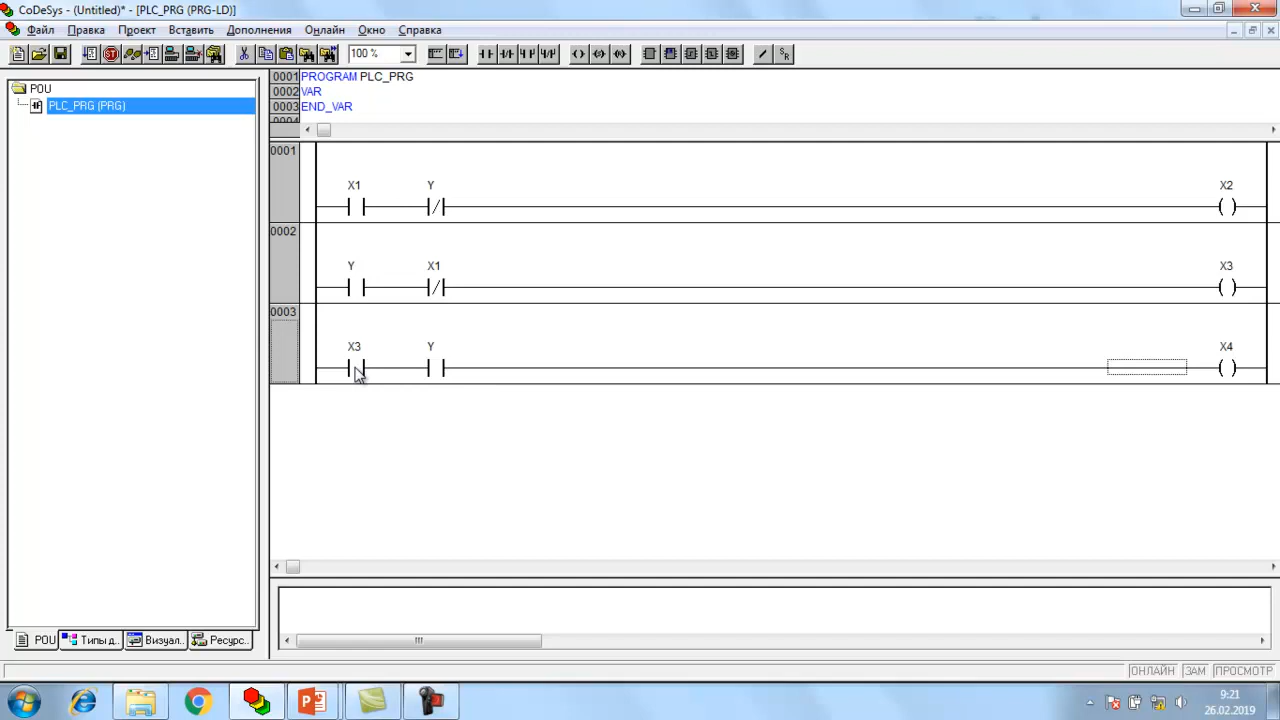 CoDeSys - (Untitled)* - [PLC_PRG (PRG-LD)]
Файл Правка Проект Вставить Дополнения Онлайн Окно Справка
100 %
POU
PLC_PRG (PRG)
0001 PROGRAM PLC_PRG
0002 VAR
0003 END_VAR
0004
0001
X1 Y X2
0002
Y X1 X3
0003
X3 Y X4
POU Типы д.. Визуал.. Ресурс..
ОНЛАЙН ЗАМ ПРОСМОТР
9:21
26.02.2019